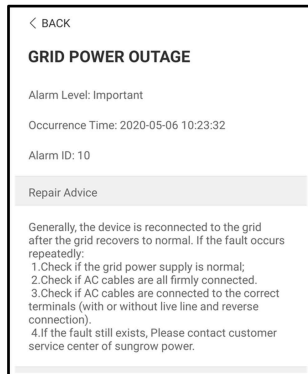 < BACK
GRID POWER OUTAGE
Alarm Level: Important
Occurrence Time: 2020-05-06 10:23:32
Alarm ID: 10
Repair Advice
Generally, the device is reconnected to the grid
after the grid recovers to normal. If the fault occurs
repeatedly:
1.Check if the grid power supply is normal;
2.Check if AC cables are all firmly connected.
3.Check if AC cables are connected to the correct
terminals (with or without live line and reverse
connection).
4.If the fault still exists, Please contact customer
service center of sungrow power.